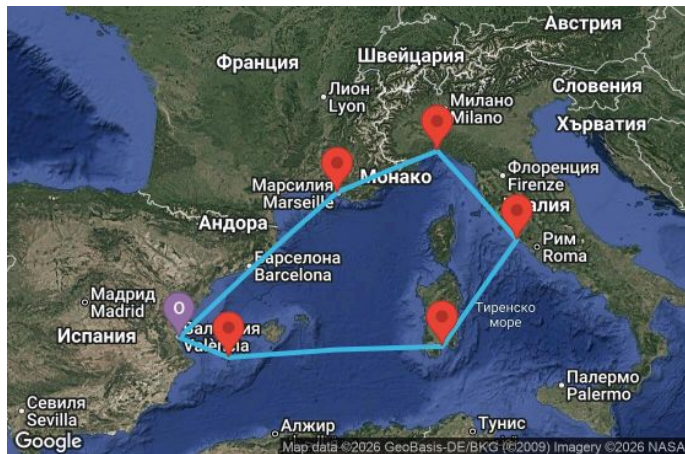 Австрия
Франция
Швейцария
Словения
Лион
Lyon
Милано
Milano
Хърватия
Марсилия
Marseille
Монако
Флоренция
Firenze
Андора
Рим
Roma
Барселона
Barcelona
Мадрид
Madrid
O
València
Испания
Тиренско
море
Палермо
Palermo
Севиля
Sevilla
Алжир
Тунис
Google
Map data ©2026 GeoBasis-DE/BKG (©2009) Imagery ©2026 NASA